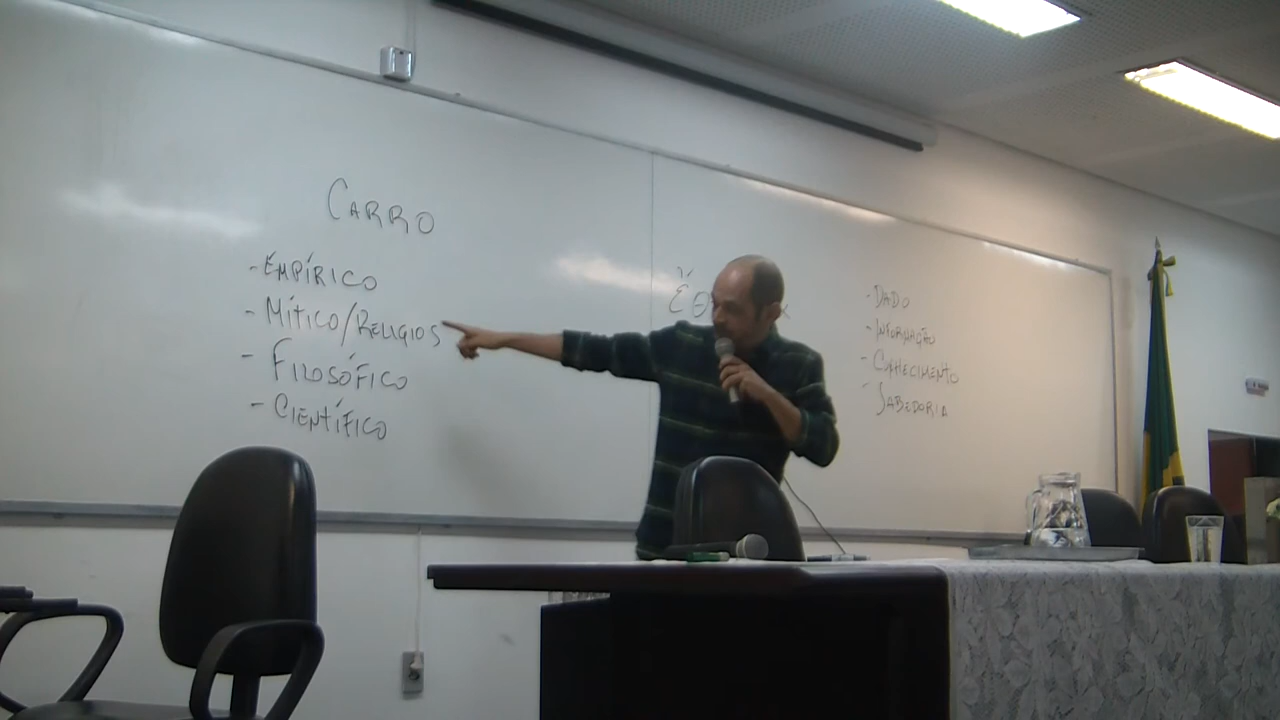 CARRO
- EMPÍRICO
- MÍTICO/RELIGIOS
- FILOSÓFICO
- CIENTÍFICO
- DADO
- INFORMAÇÃO
- CONHECIMENTO
- SABEDORIA